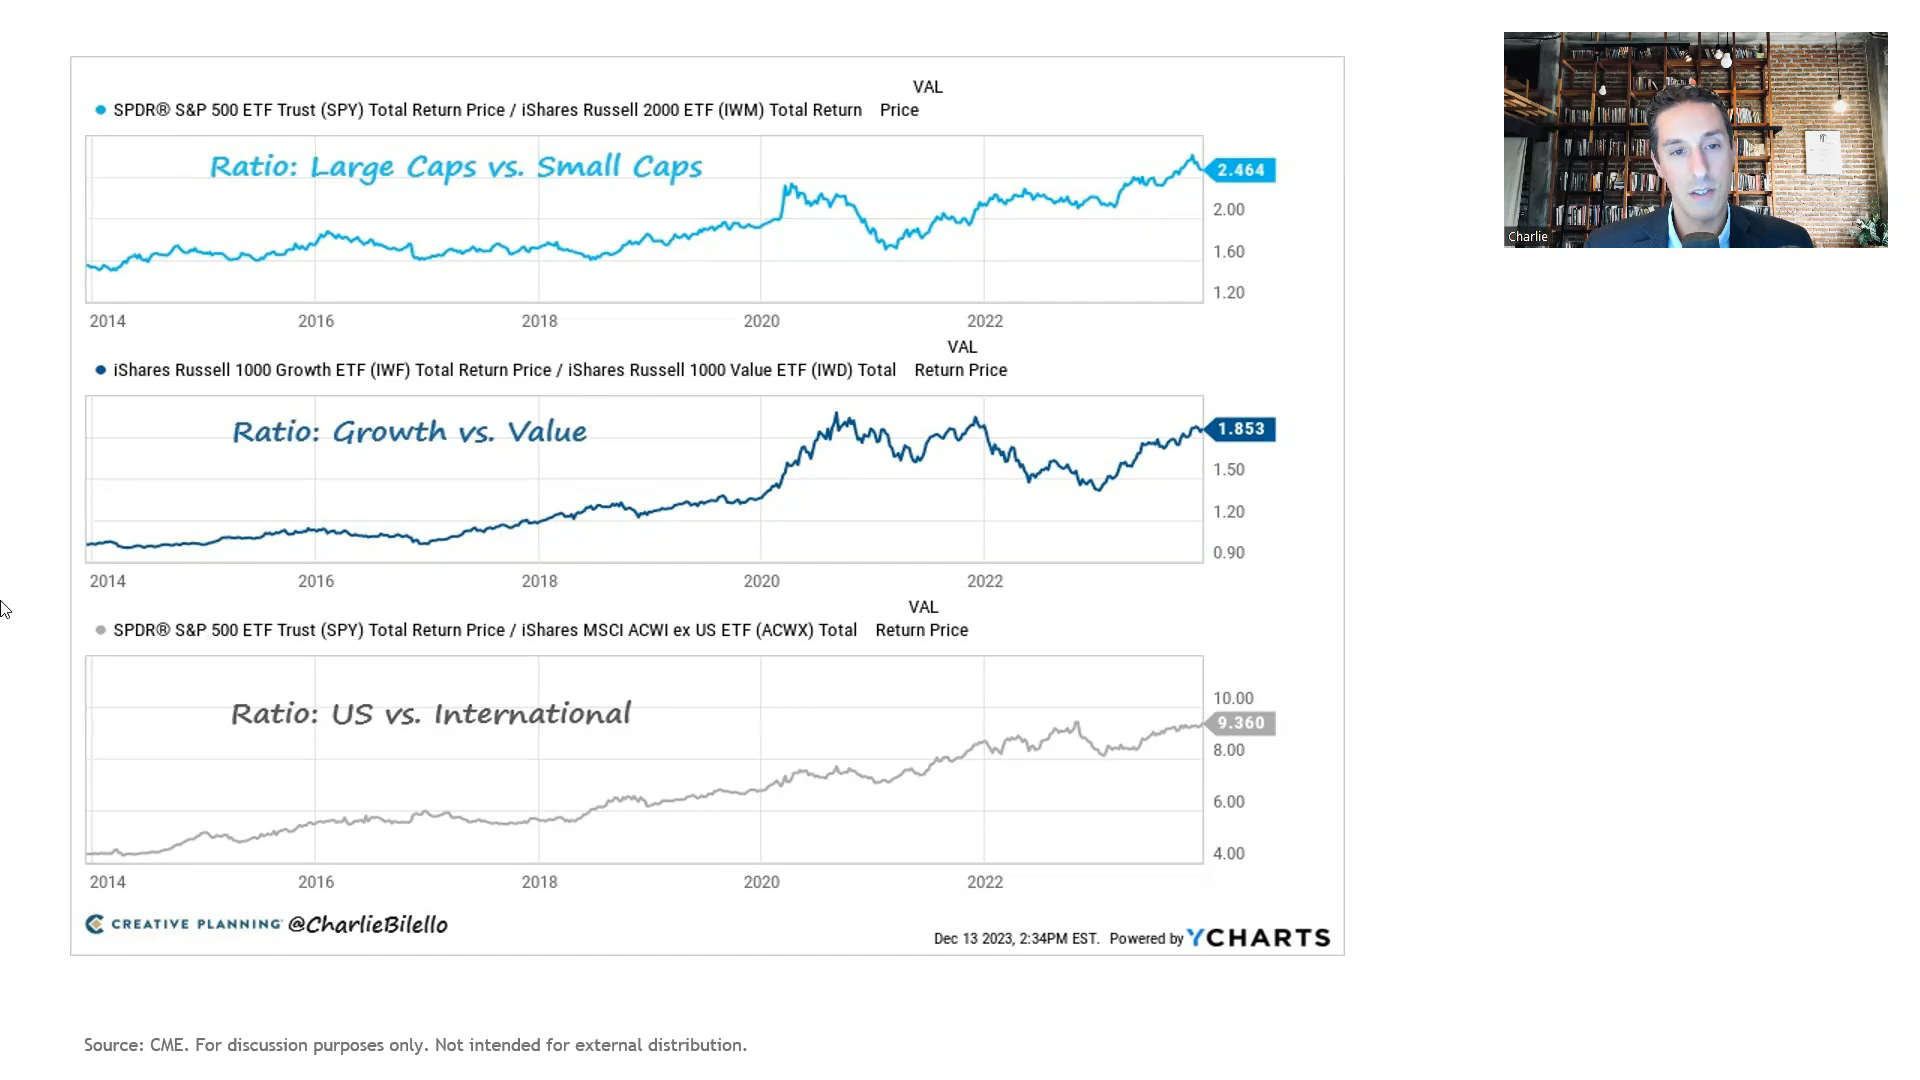 VAL
SPDR® S&P 500 ETF Trust (SPY) Total Return Price / iShares Russell 2000 ETF (IWM) Total Return Price
Ratio: Large Caps vs. Small Caps
2.464
2.00
1.60
1.20
2014 2016 2018 2020 2022
VAL
iShares Russell 1000 Growth ETF (IWF) Total Return Price / iShares Russell 1000 Value ETF (IWD) Total Return Price
Ratio: Growth vs. Value
1.853
1.50
1.20
0.90
2014 2016 2018 2020 2022
VAL
SPDR® S&P 500 ETF Trust (SPY) Total Return Price / iShares MSCI ACWI ex US ETF (ACWX) Total Return Price
10.00
Ratio: US vs. International
9.360
8.00
6.00
4.00
2014 2016 2018 2020 2022
CREATIVE PLANNING @CharlieBilello
Dec 13 2023, 2:34PM EST. Powered by YCHARTS
Source: CME. For discussion purposes only. Not intended for external distribution.
Charlie